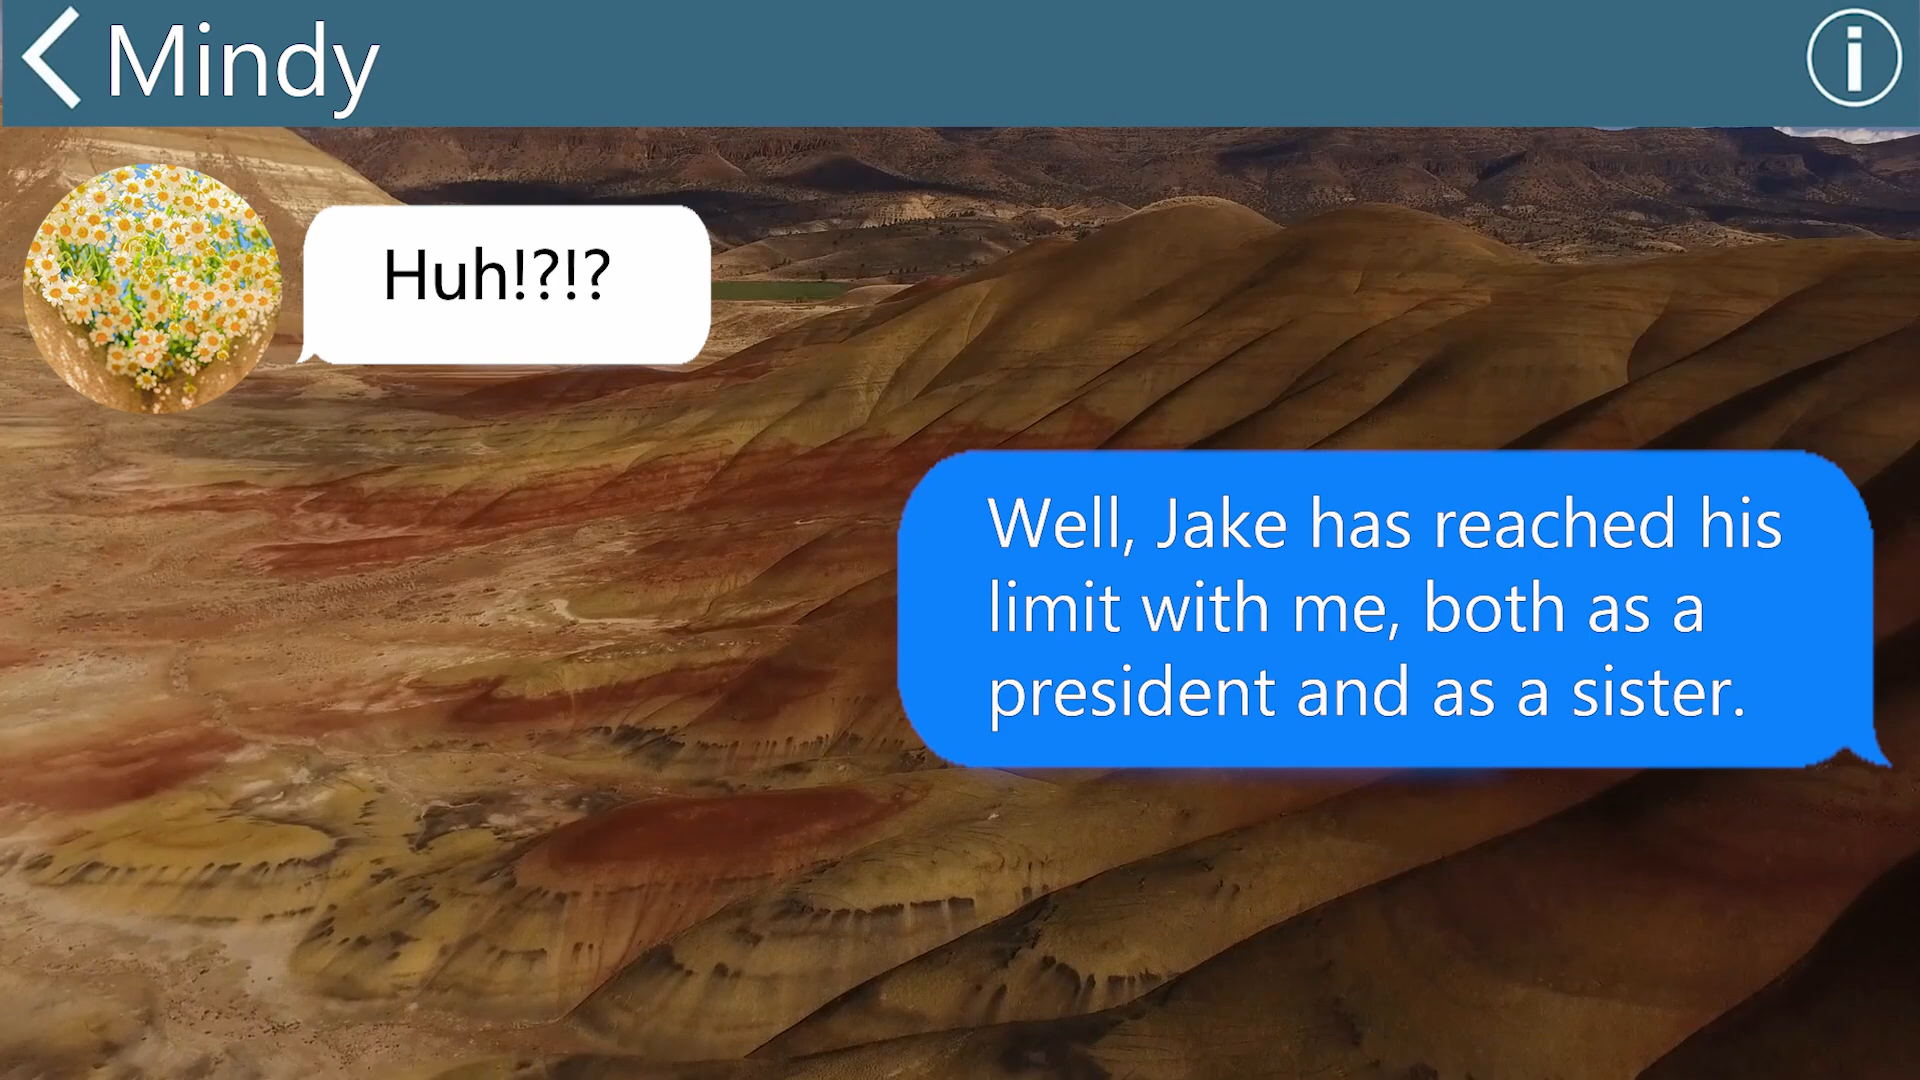 Mindy
Huh!?!?
Well, Jake has reached his
limit with me, both as a
president and as a sister.